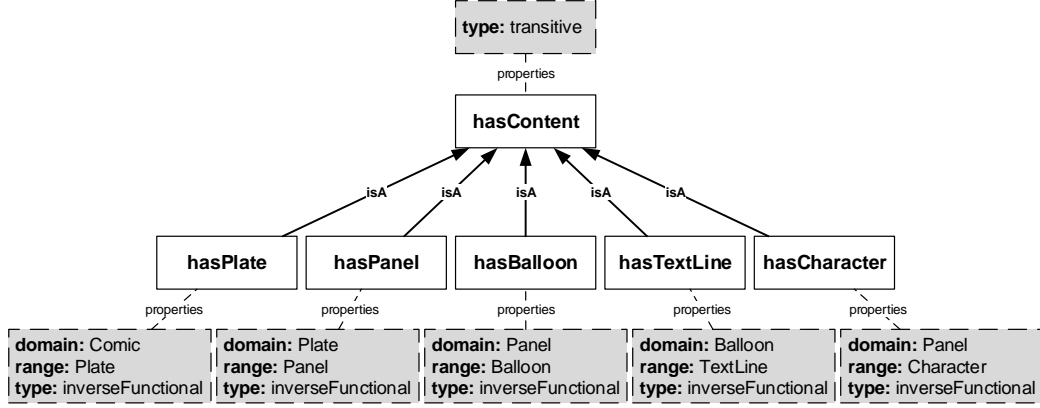 type: transitive
properties
hasContent
isA isA isA isA isA
hasPlate hasPanel hasBalloon hasTextLine hasCharacter
properties properties properties properties properties
domain: Comic
range: Plate
type: inverseFunctional
domain: Plate
range: Panel
type: inverseFunctional
domain: Panel
range: Balloon
type: inverseFunctional
domain: Balloon
range: TextLine
type: inverseFunctional
domain: Panel
range: Character
type: inverseFunctional